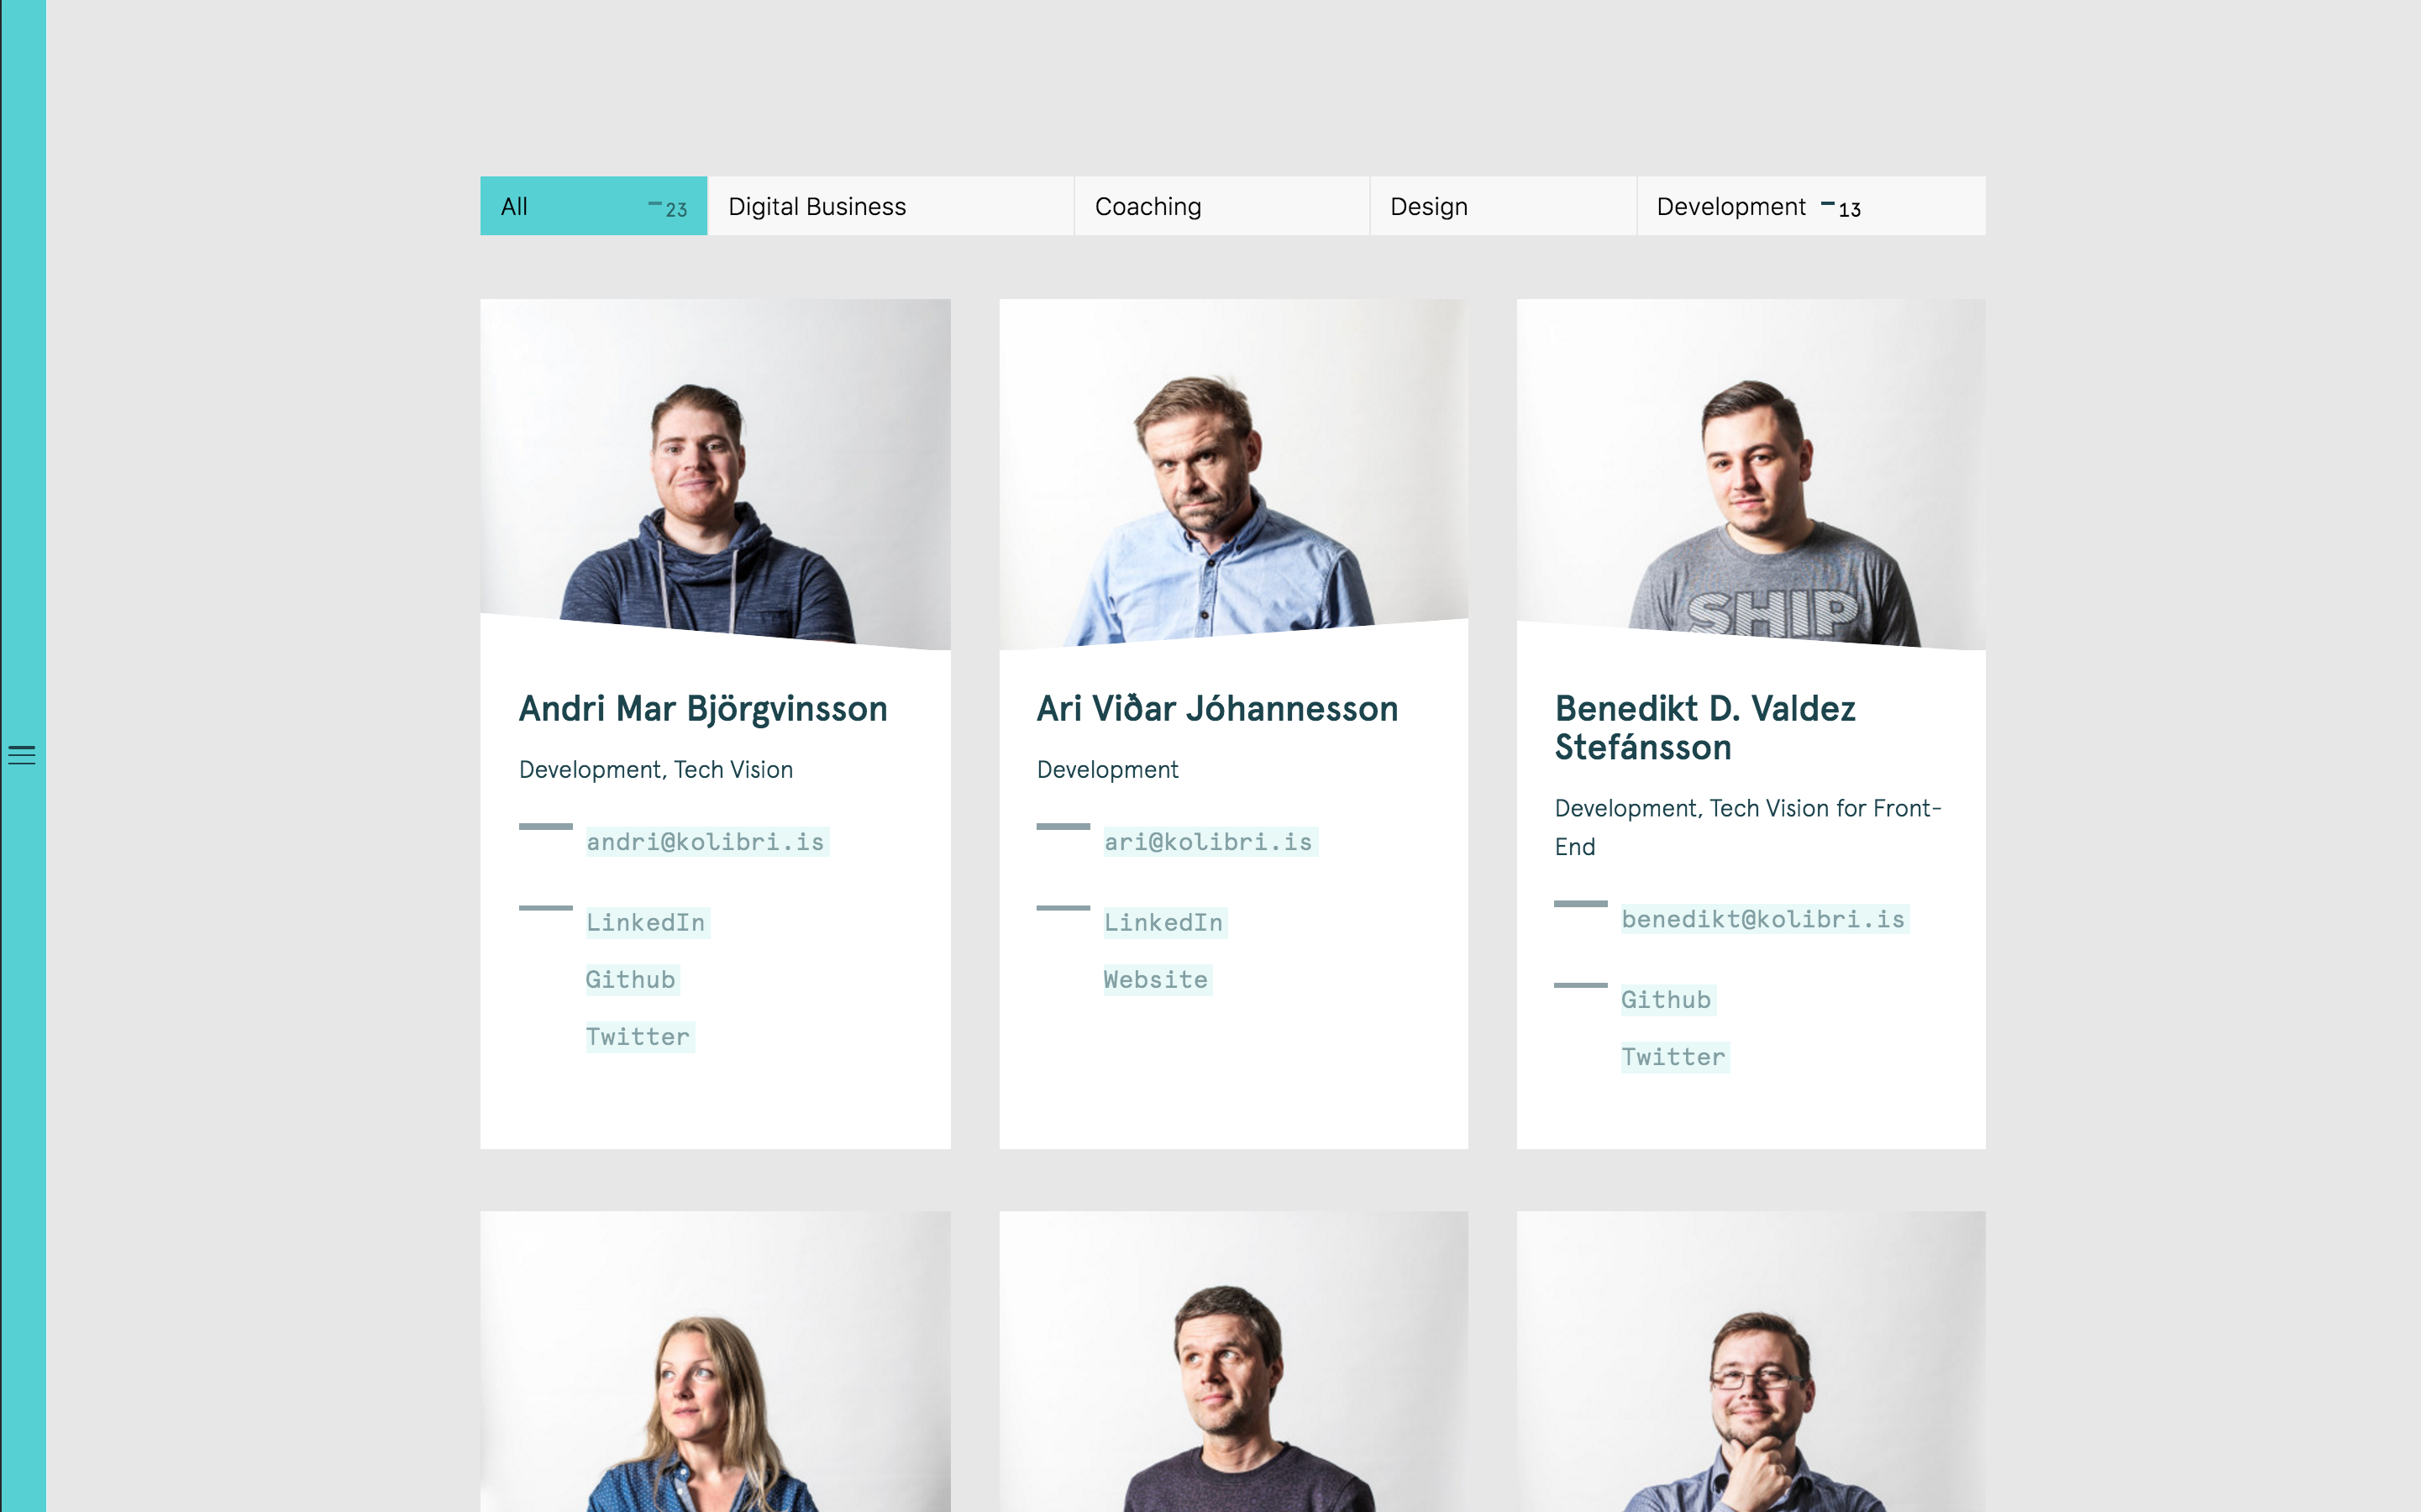 All 23 Digital Business Coaching Design Development 13
SHIP
Andri Mar Björgvinsson
Development, Tech Vision
andri@kolibri.is
LinkedIn
Github
Twitter
Ari Viðar Jóhannesson
Development
ari@kolibri.is
LinkedIn
Website
Benedikt D. Valdez
Stefánsson
Development, Tech Vision for Front-
End
benedikt@kolibri.is
Github
Twitter